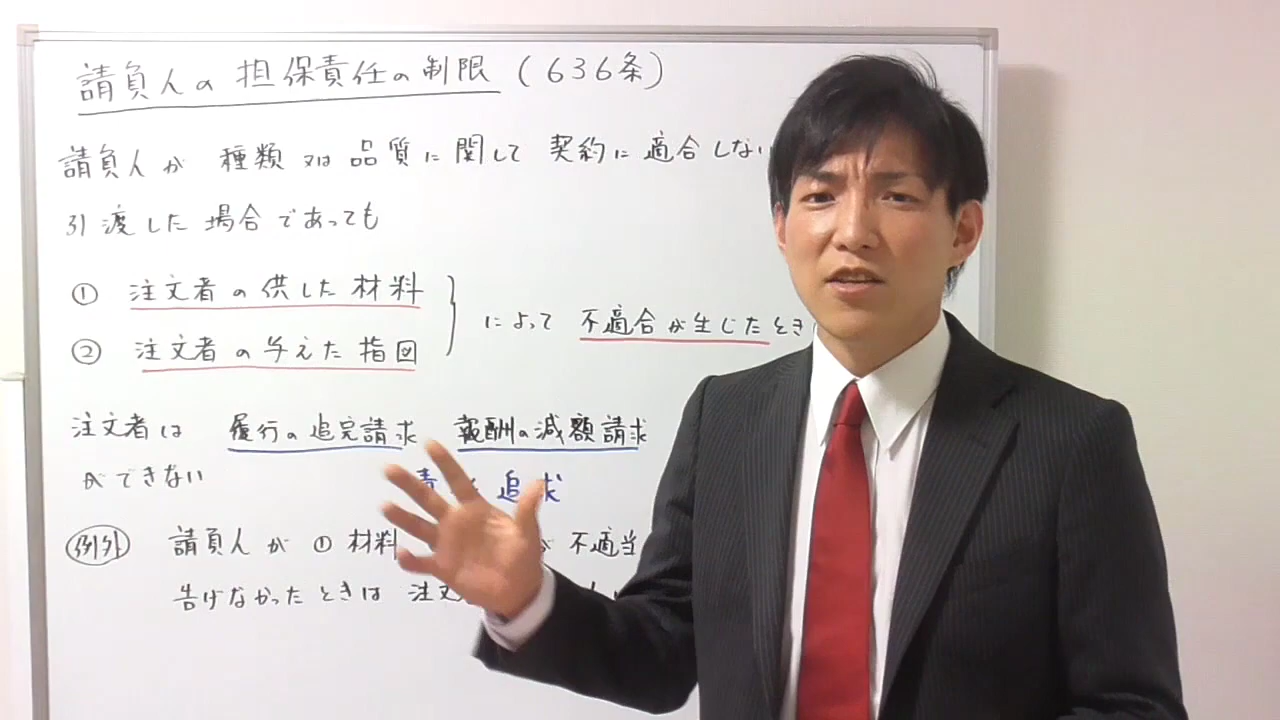 請負人の担保責任の制限（636条）
請負人が 種類又は品質に関して 契約に適合しない
引渡した場合であっても
① 注文者の供した材料
② 注文者の与えた指図
によって 不適合が生じたとき
注文者は 履行の追完請求 報酬の減額請求
ができない
追求
例外 請負人が ① 材料 不適当
告げなかったときは 注文